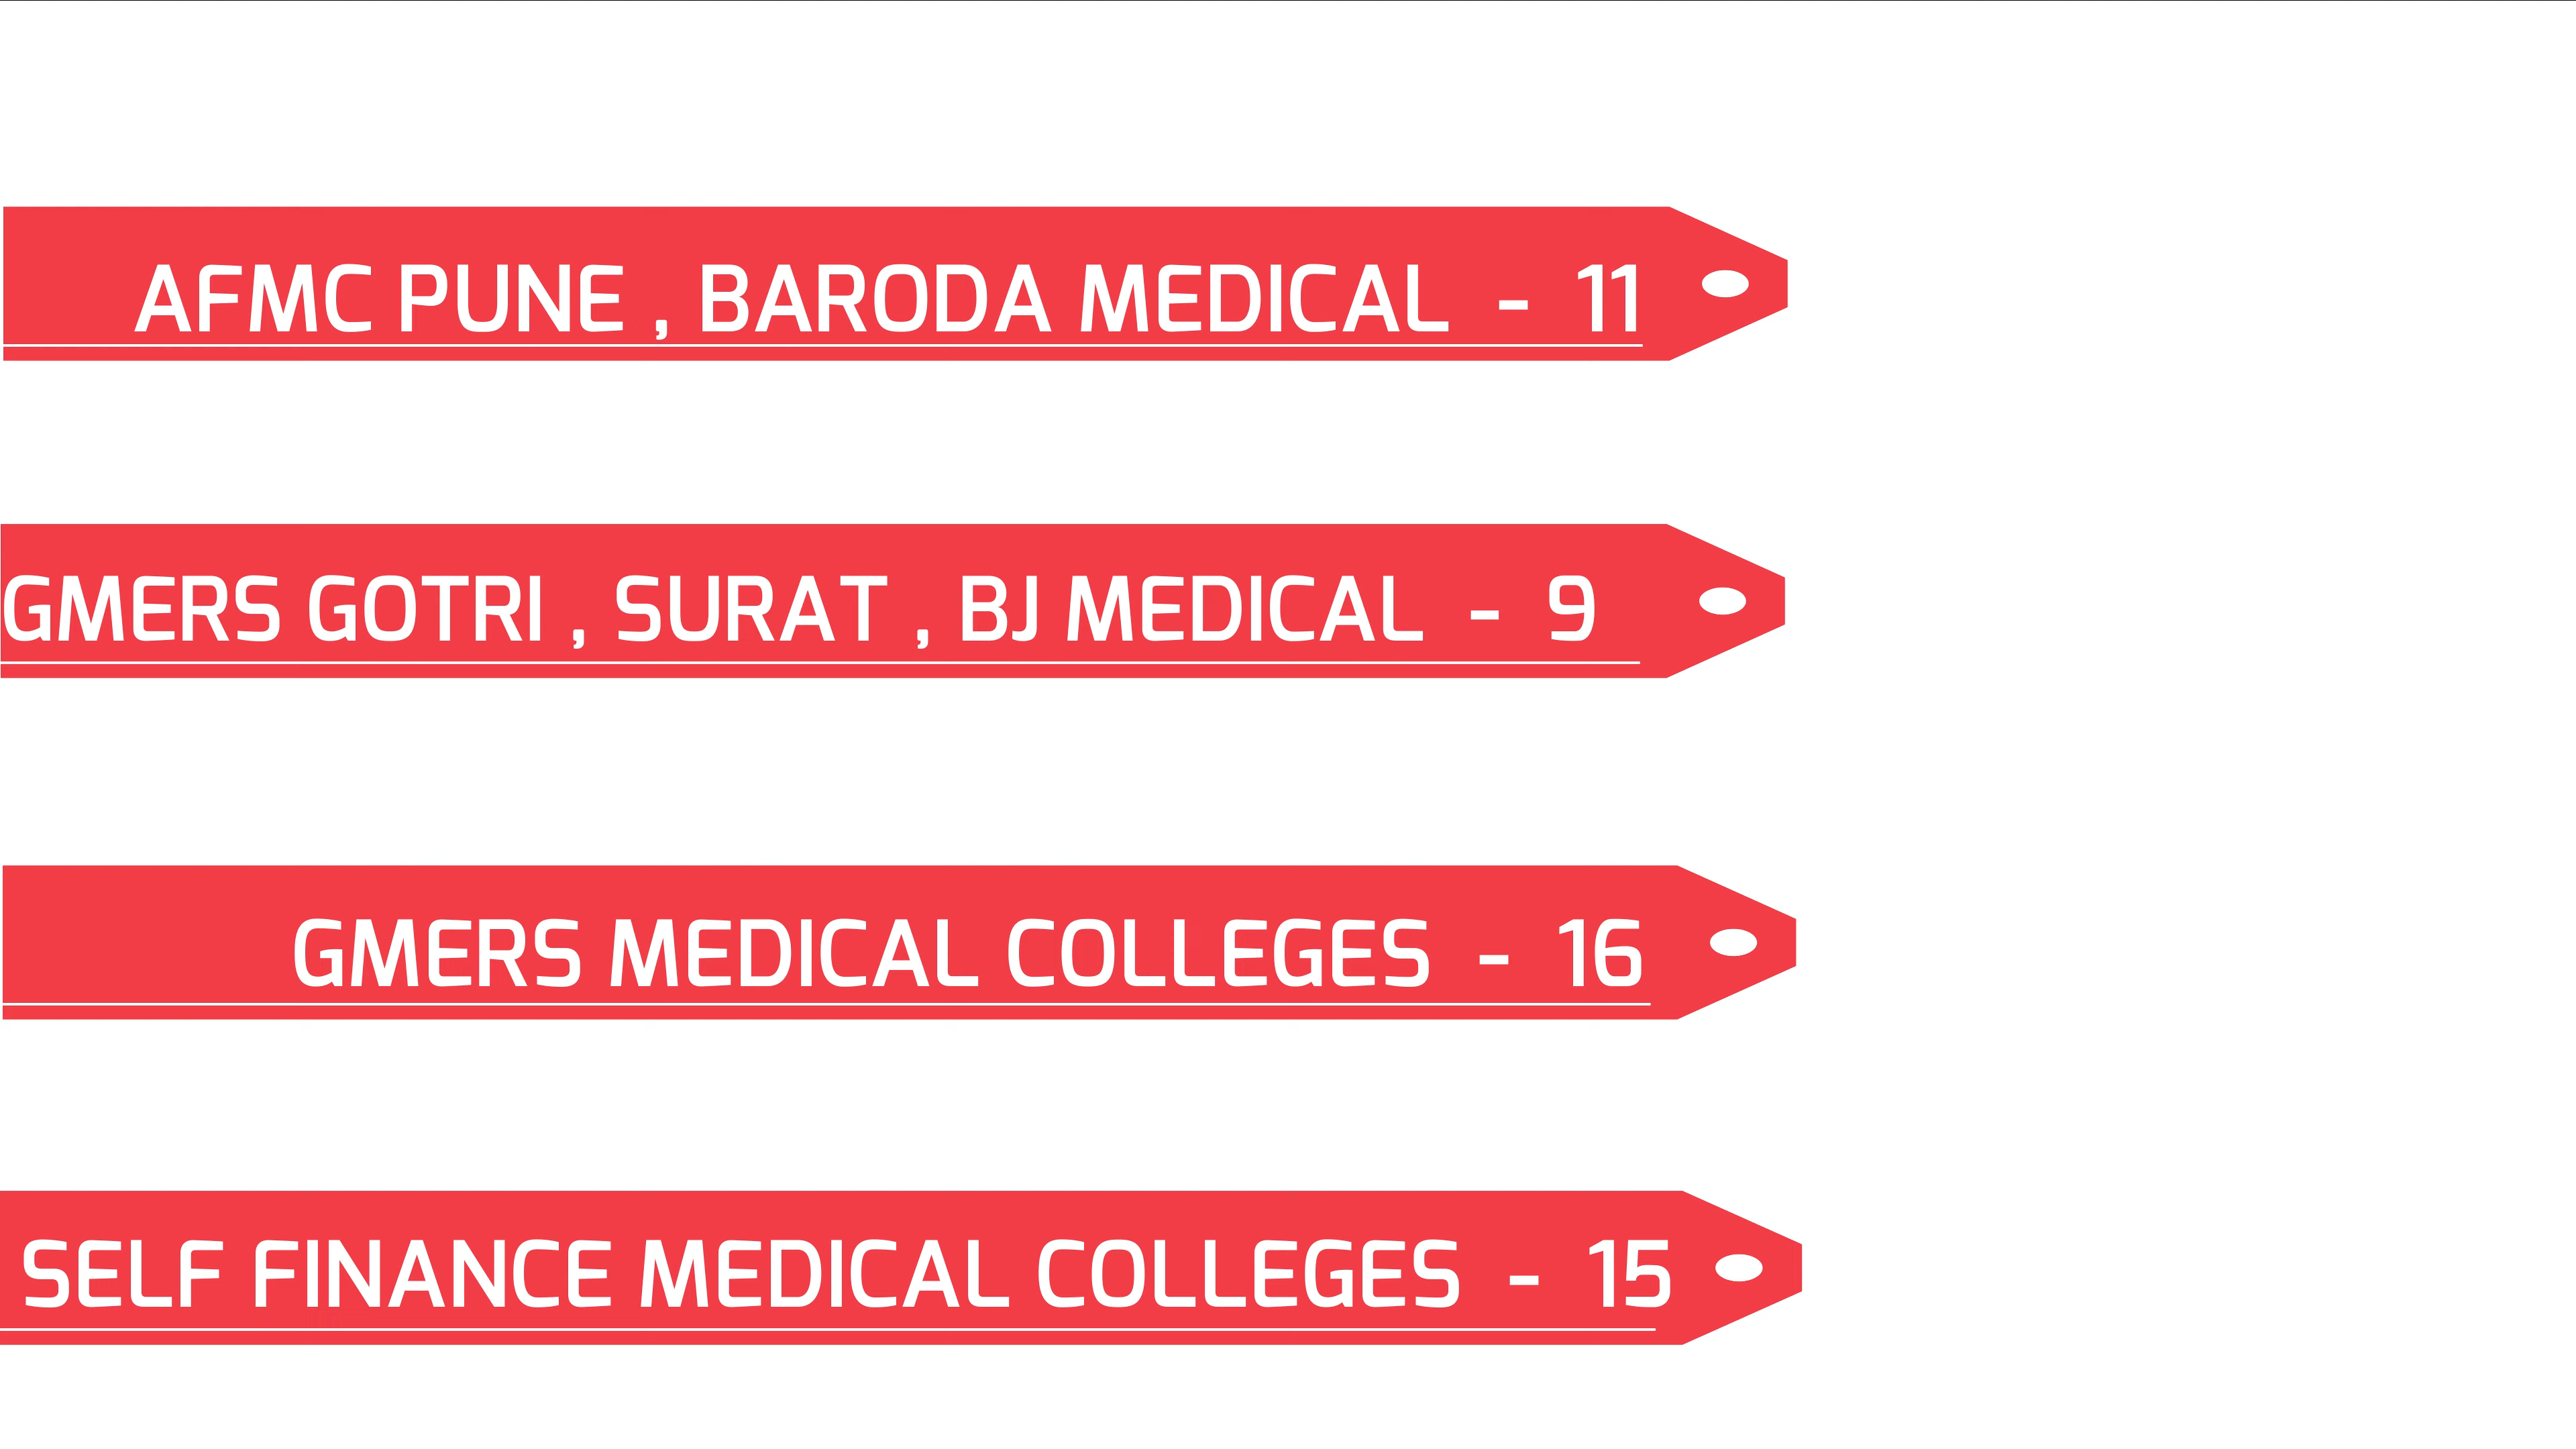 AFMC PUNE , BARODA MEDICAL - 11
GMERS GOTRI , SURAT , BJ MEDICAL - 9
GMERS MEDICAL COLLEGES - 16
SELF FINANCE MEDICAL COLLEGES - 15